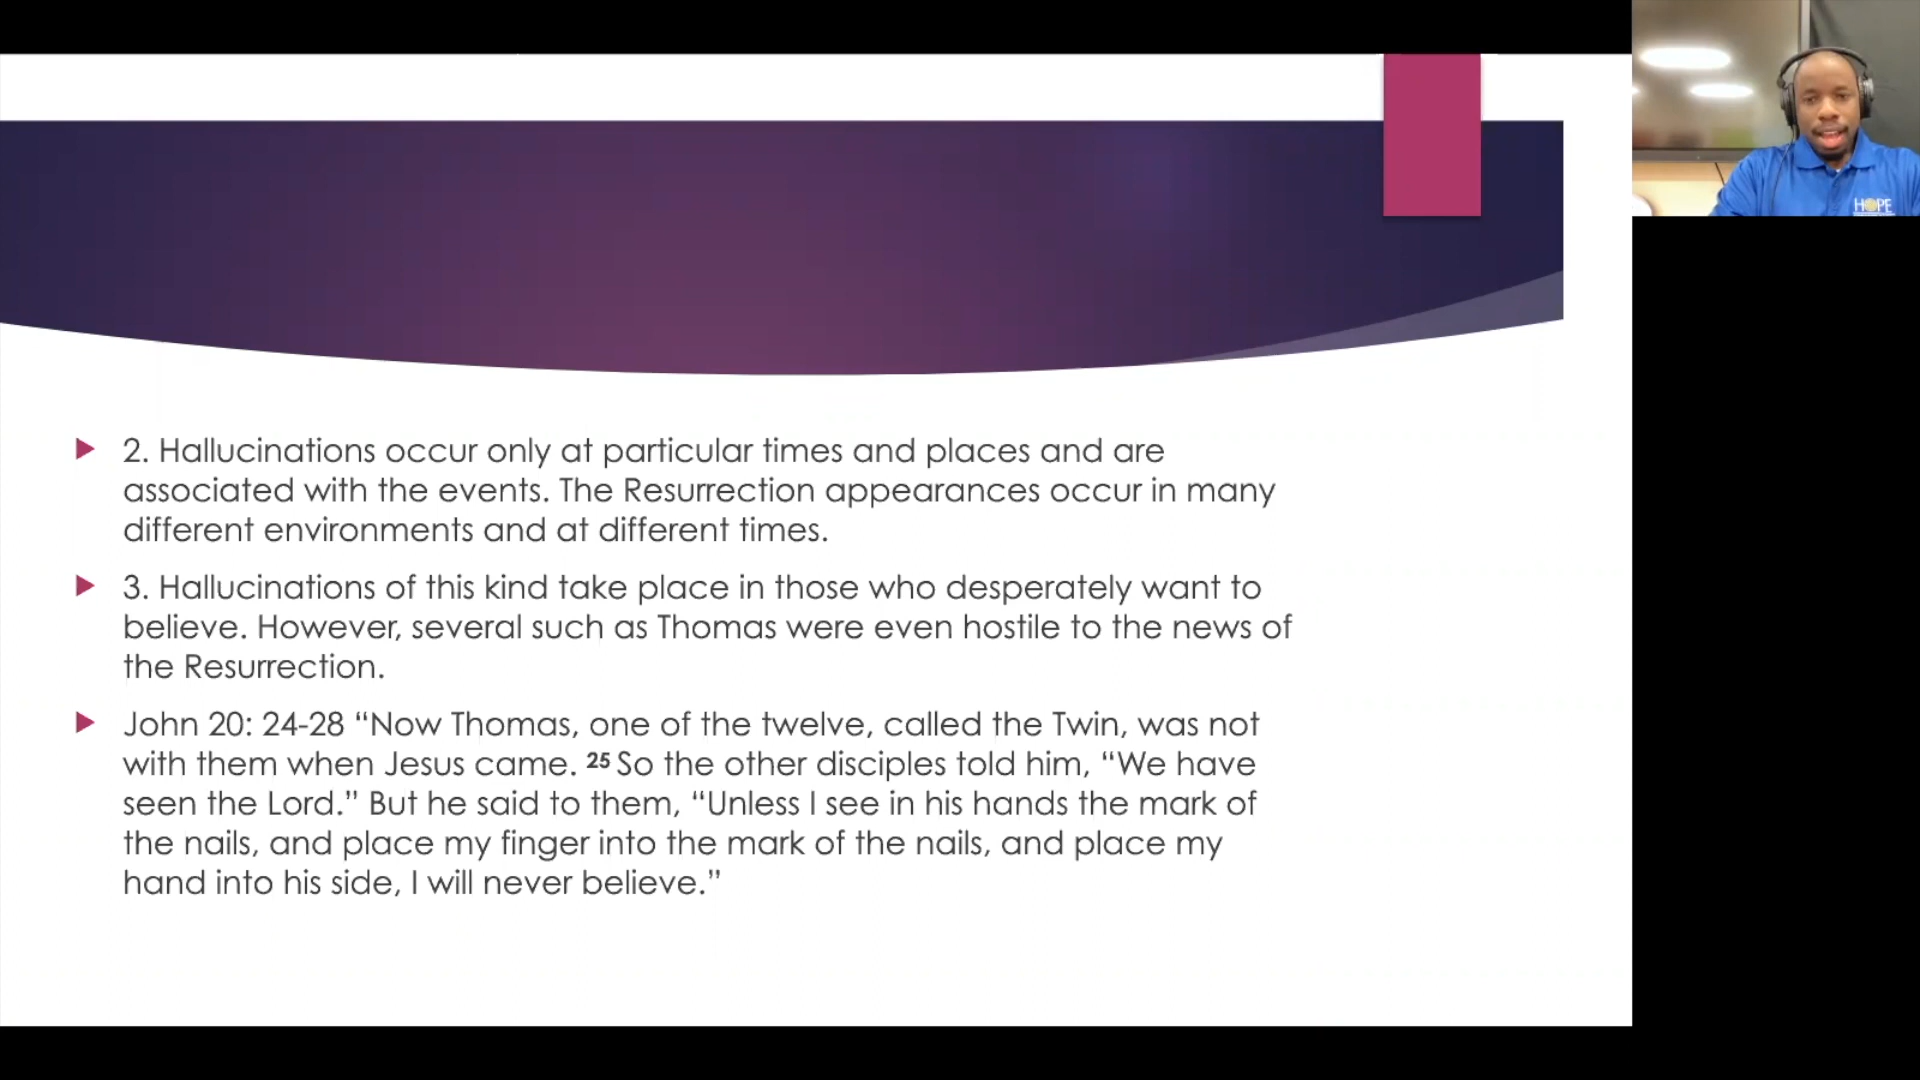 HOPE
2. Hallucinations occur only at particular times and places and are
associated with the events. The Resurrection appearances occur in many
different environments and at different times.
3. Hallucinations of this kind take place in those who desperately want to
believe. However, several such as Thomas were even hostile to the news of
the Resurrection.
John 20: 24-28 “Now Thomas, one of the twelve, called the Twin, was not
with them when Jesus came. 25 So the other disciples told him, “We have
seen the Lord.” But he said to them, “Unless I see in his hands the mark of
the nails, and place my finger into the mark of the nails, and place my
hand into his side, I will never believe.”